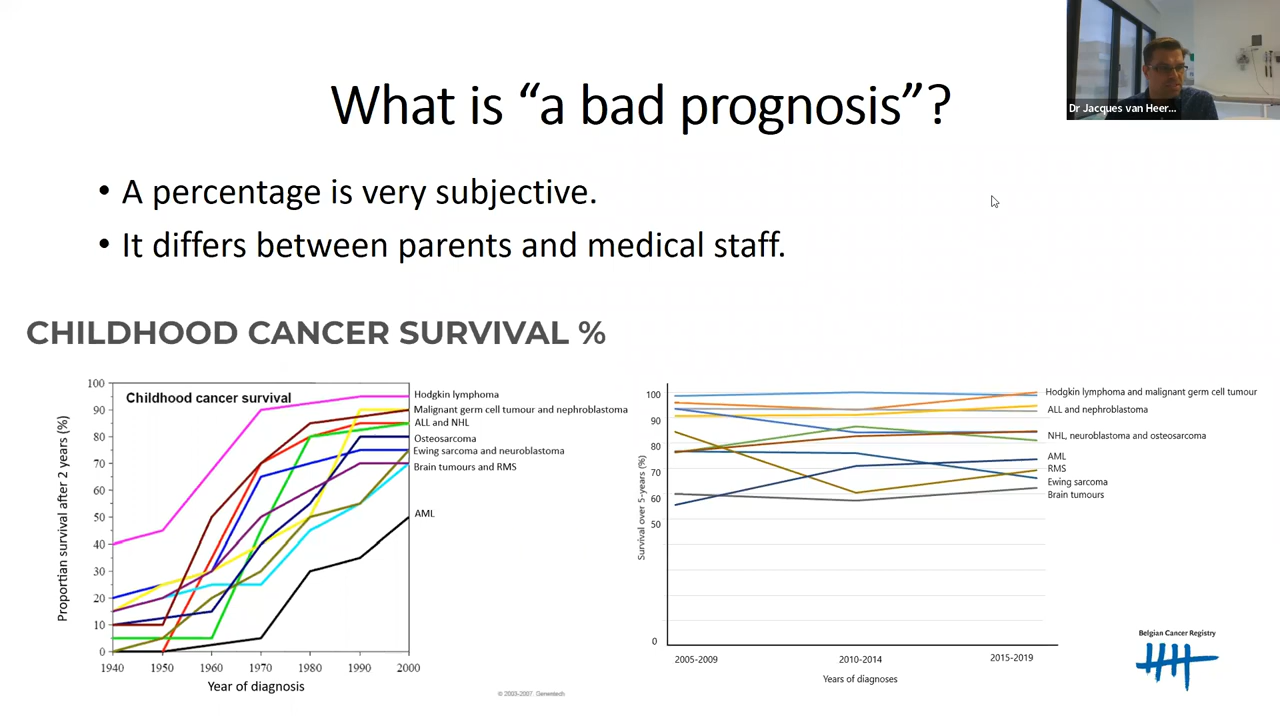 Dr Jacques van Heer...
What is “a bad prognosis”?
• A percentage is very subjective.
• It differs between parents and medical staff.
CHILDHOOD CANCER SURVIVAL %
Childhood cancer survival
Proportian survival after 2 years (%)
100
90
80
70
60
50
40
30
20
10
0
1940 1950 1960 1970 1980 1990 2000
Year of diagnosis
Hodgkin lymphoma
Malignant germ cell tumour and nephroblastoma
ALL and NHL
Osteosarcoma
Ewing sarcoma and neuroblastoma
Brain tumours and RMS
AML
© 2003-2007, Genentech
Survival over 5-years (%)
100
90
80
70
60
50
0
2005-2009 2010-2014 2015-2019
Years of diagnoses
Hodgkin lymphoma and malignant germ cell tumour
ALL and nephroblastoma
NHL, neuroblastoma and osteosarcoma
AML
RMS
Ewing sarcoma
Brain tumours
Belgian Cancer Registry